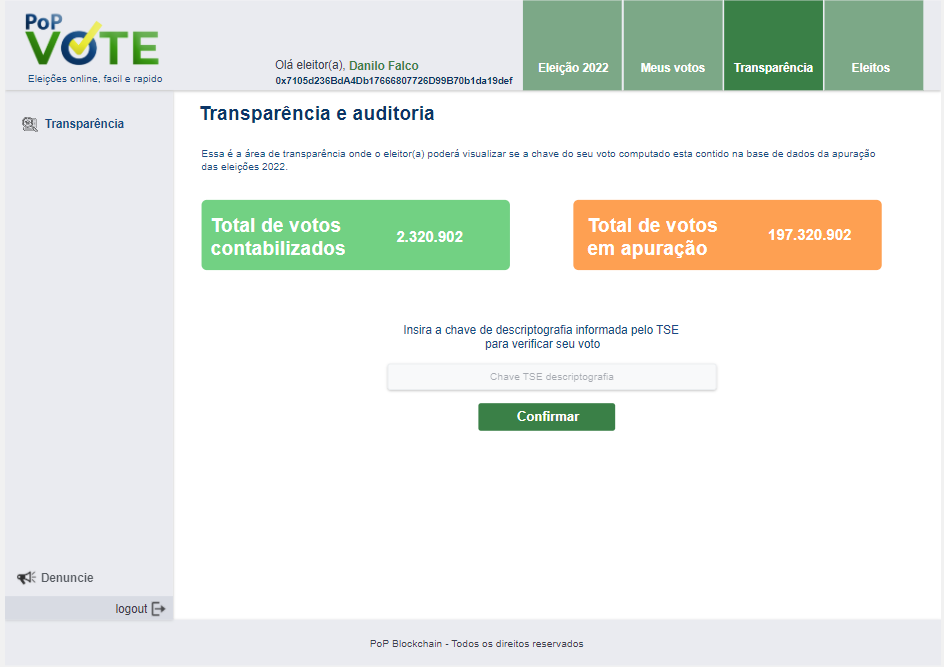 PoP
VOTE
Eleições online, facil e rapido
Olá eleitor(a), Danilo Falco
0x7105d236BdA4Db17666807726D99B70b1da19def
Eleição 2022
Meus votos
Transparência
Eleitos
Transparência
Transparência e auditoria
Essa é a área de transparência onde o eleitor(a) poderá visualizar se a chave do seu voto computado esta contido na base de dados da apuração
das eleições 2022.
Total de votos
contabilizados
2.320.902
Total de votos
em apuração
197.320.902
Insira a chave de descriptografia informada pelo TSE
para verificar seu voto
Chave TSE descriptografia
Confirmar
Denuncie
logout
PoP Blockchain - Todos os direitos reservados